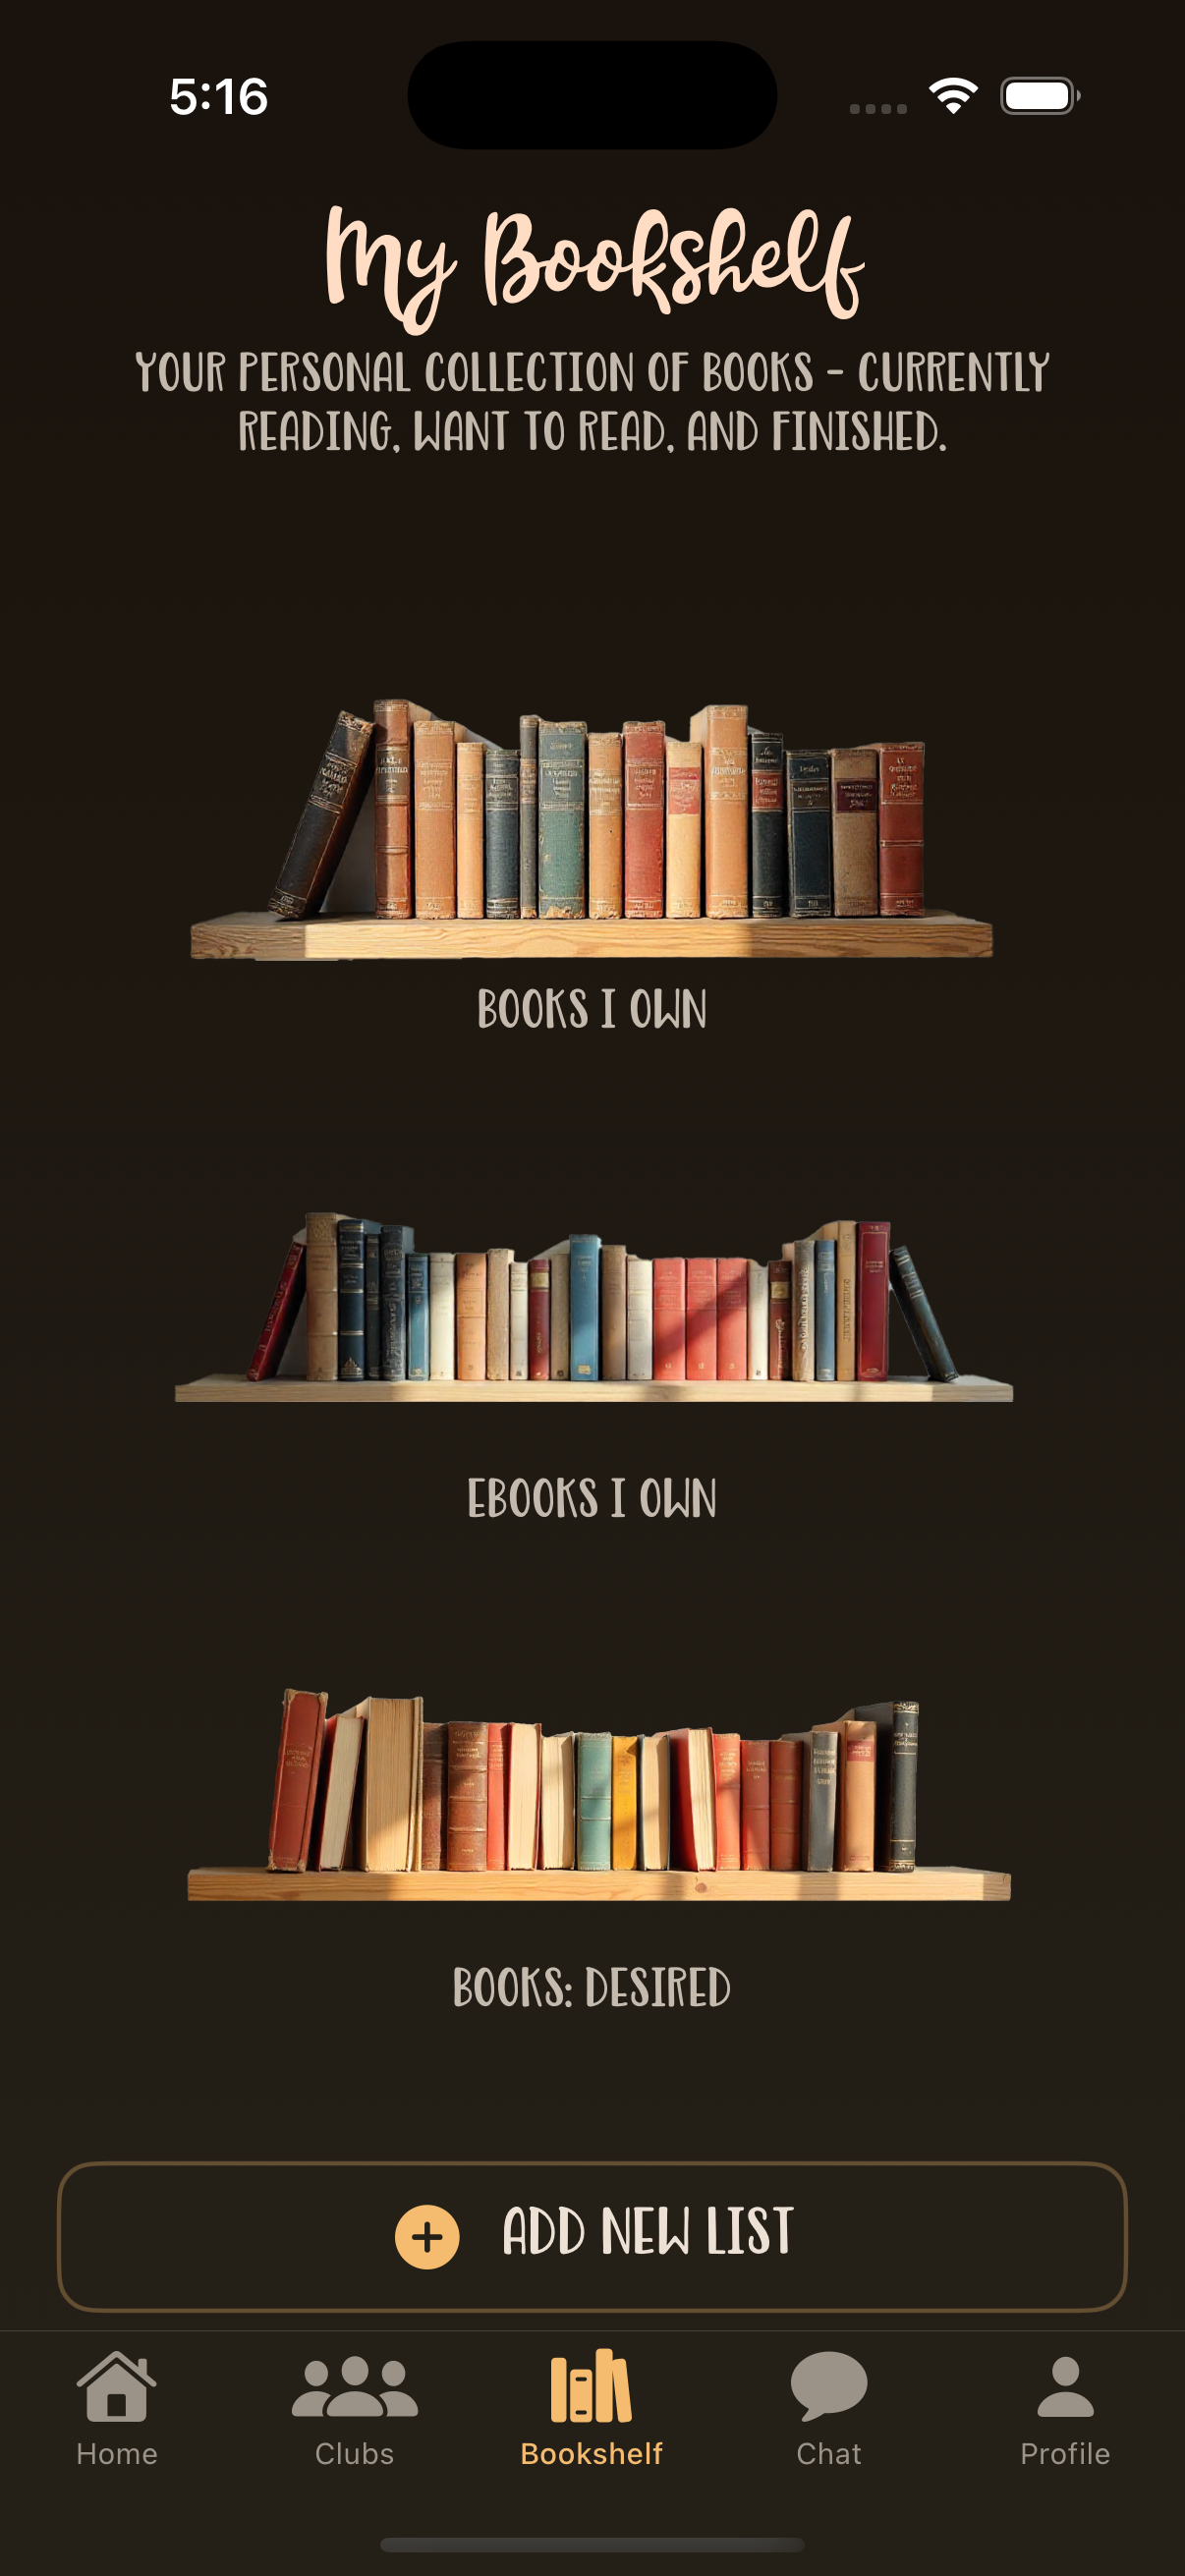 5:16
My Bookshelf
YOUR PERSONAL COLLECTION OF BOOKS - CURRENTLY
READING, WANT TO READ, AND FINISHED.
BOOKS I OWN
EBOOKS I OWN
BOOKS: DESIRED
ADD NEW LIST
Home
Clubs
Bookshelf
Chat
Profile